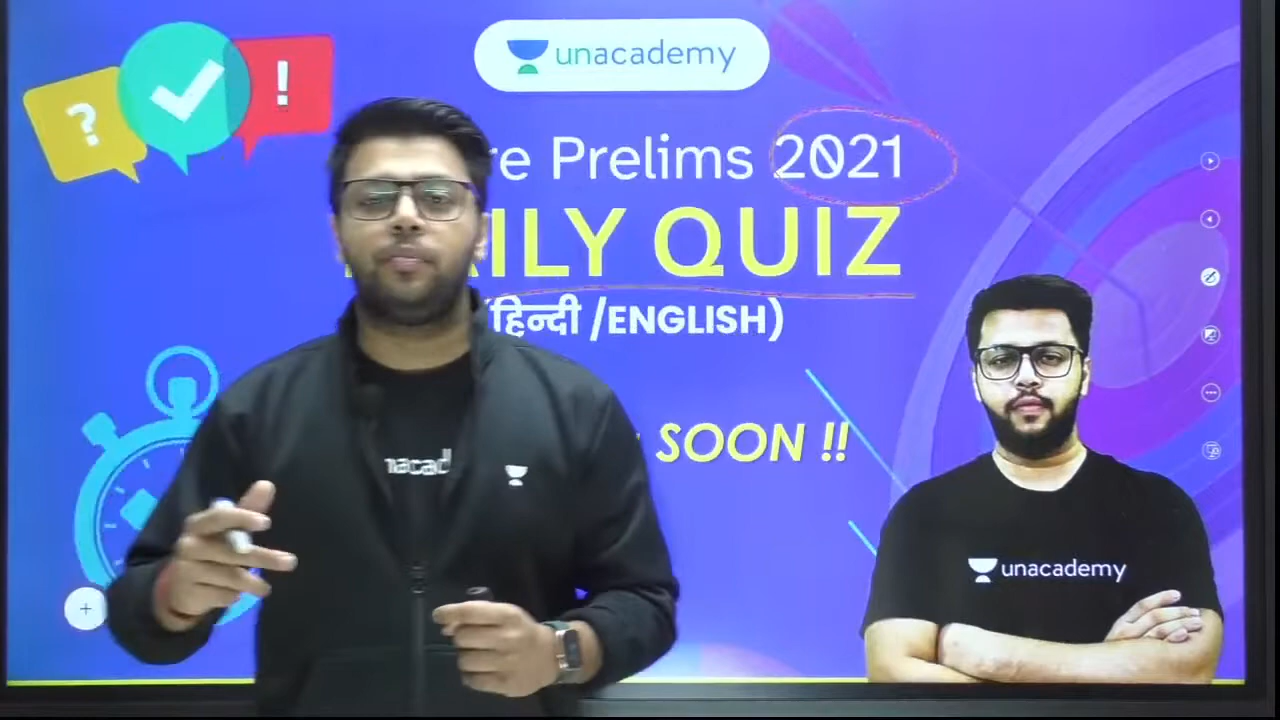 ?
!
unacademy
re Prelims 2021
ILY QUIZ
(हिन्दी /ENGLISH)
SOON !!
unacademy
nacad